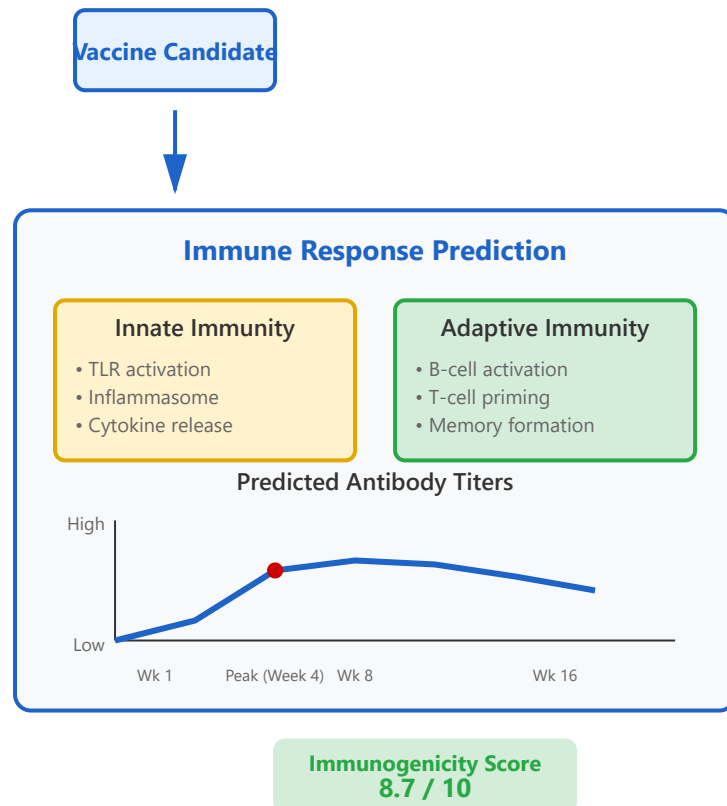 Vaccine Candidate
Immune Response Prediction
Innate Immunity
• TLR activation
• Inflammasome
• Cytokine release
Adaptive Immunity
• B-cell activation
• T-cell priming
• Memory formation
Predicted Antibody Titers
High
Low
Wk 1
Peak (Week 4)
Wk 8
Wk 16
Immunogenicity Score
8.7 / 10